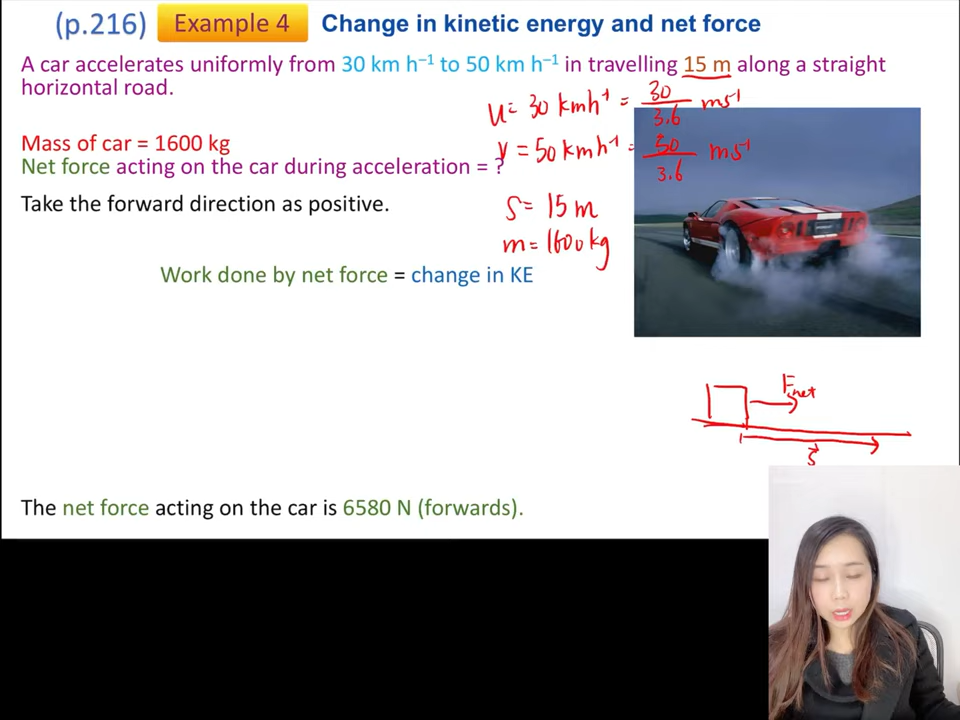 (p.216) Example 4 Change in kinetic energy and net force
A car accelerates uniformly from 30 km h⁻¹ to 50 km h⁻¹ in travelling 15 m along a straight
horizontal road.
u = 30 kmh⁻¹ = 30/3.6 ms⁻¹
Mass of car = 1600 kg
v = 50 kmh⁻¹ = 50/3.6 ms⁻¹
Net force acting on the car during acceleration = ?
Take the forward direction as positive.
s = 15 m
m = 1600 kg
Work done by net force = change in KE
Fnet
s
The net force acting on the car is 6580 N (forwards).